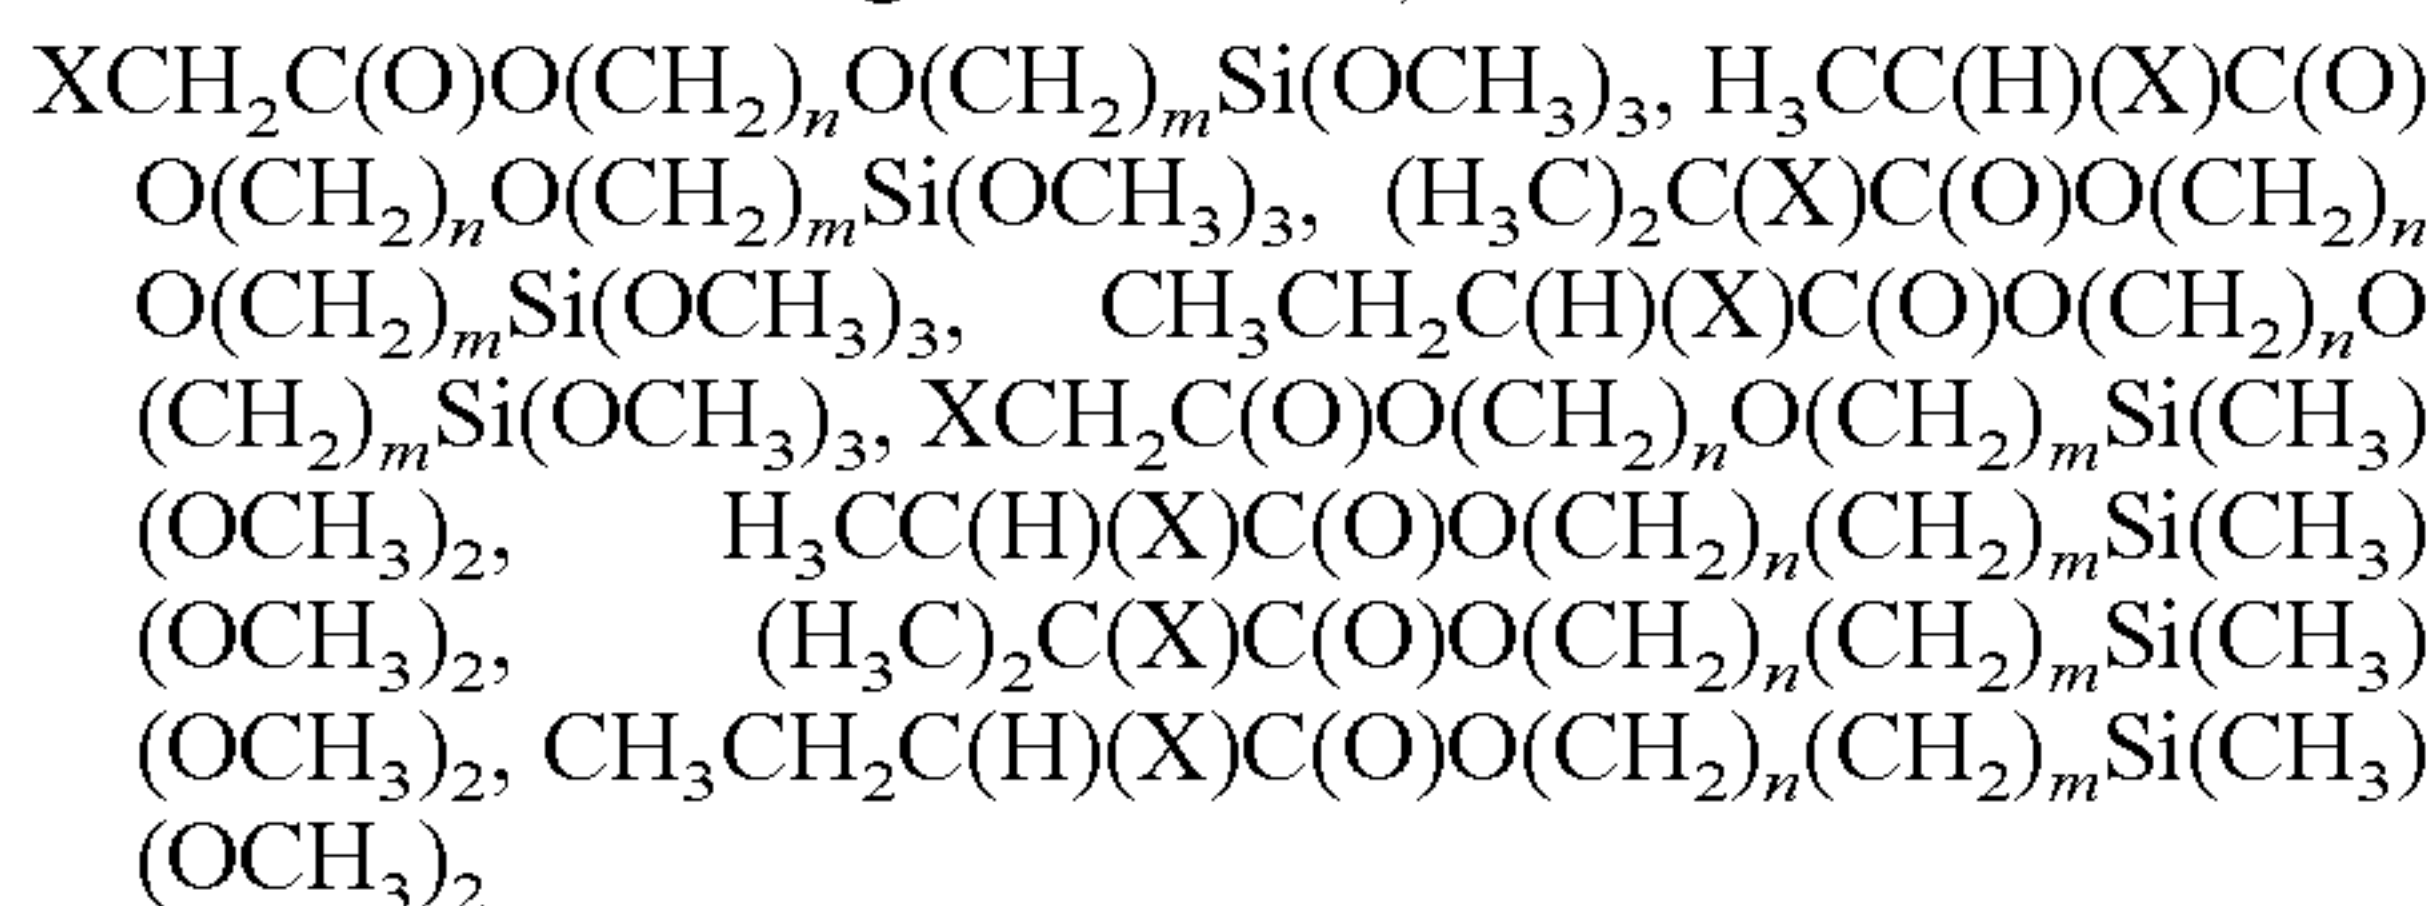 XCH₂C(O)O(CH₂)ₙO(CH₂)ₘSi(OCH₃)₃, H₃CC(H)(X)C(O)
O(CH₂)ₙO(CH₂)ₘSi(OCH₃)₃, (H₃C)₂C(X)C(O)O(CH₂)ₙ
O(CH₂)ₘSi(OCH₃)₃, CH₃CH₂C(H)(X)C(O)O(CH₂)ₙO
(CH₂)ₘSi(OCH₃)₃, XCH₂C(O)O(CH₂)ₙO(CH₂)ₘSi(CH₃)
(OCH₃)₂, H₃CC(H)(X)C(O)O(CH₂)ₙ(CH₂)ₘSi(CH₃)
(OCH₃)₂, (H₃C)₂C(X)C(O)O(CH₂)ₙ(CH₂)ₘSi(CH₃)
(OCH₃)₂, CH₃CH₂C(H)(X)C(O)O(CH₂)ₙ(CH₂)ₘSi(CH₃)
(OCH₃)₂